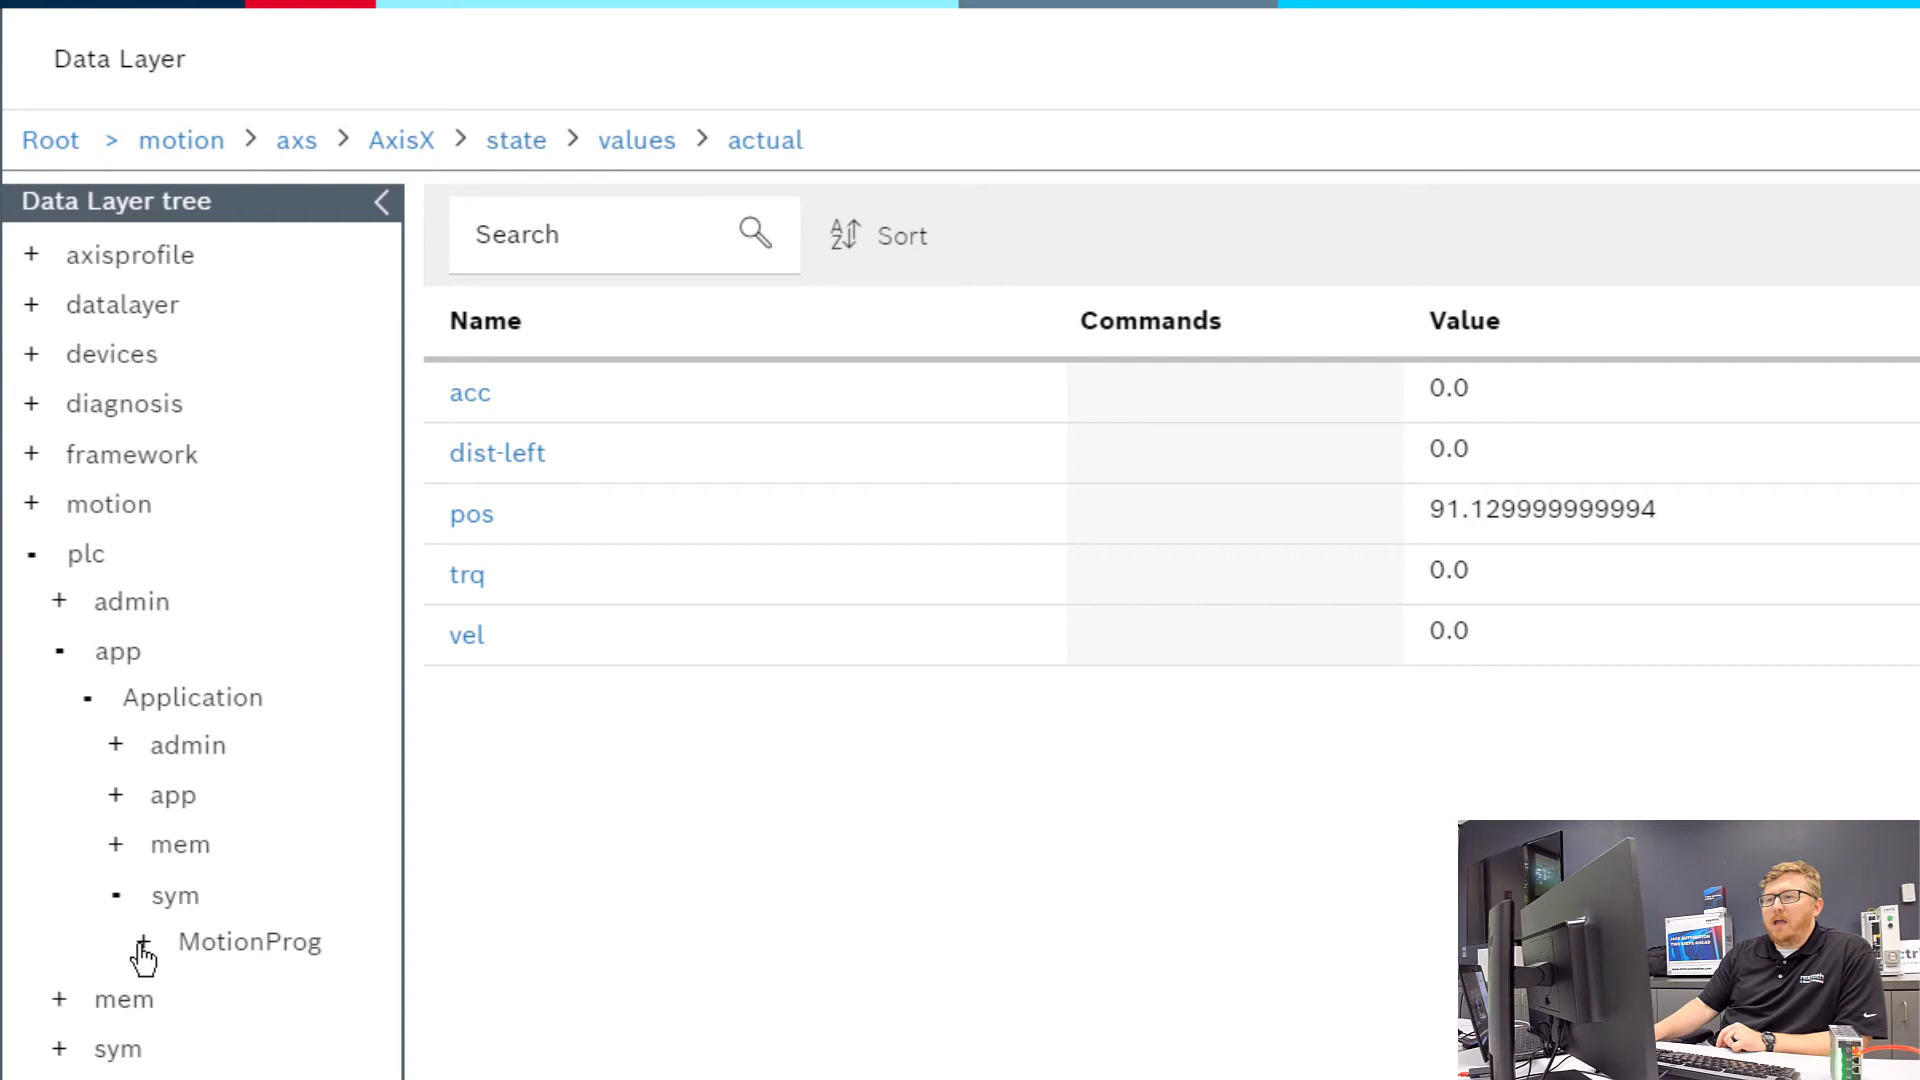 Data Layer
Root > motion > axs > AxisX > state > values > actual
Data Layer tree
+ axisprofile
+ datalayer
+ devices
+ diagnosis
+ framework
+ motion
- plc
+ admin
- app
- Application
+ admin
+ app
+ mem
- sym
+ MotionProg
+ mem
+ sym
Search
Sort
Name Commands Value
acc 0.0
dist-left 0.0
pos 91.129999999994
trq 0.0
vel 0.0
rexroth